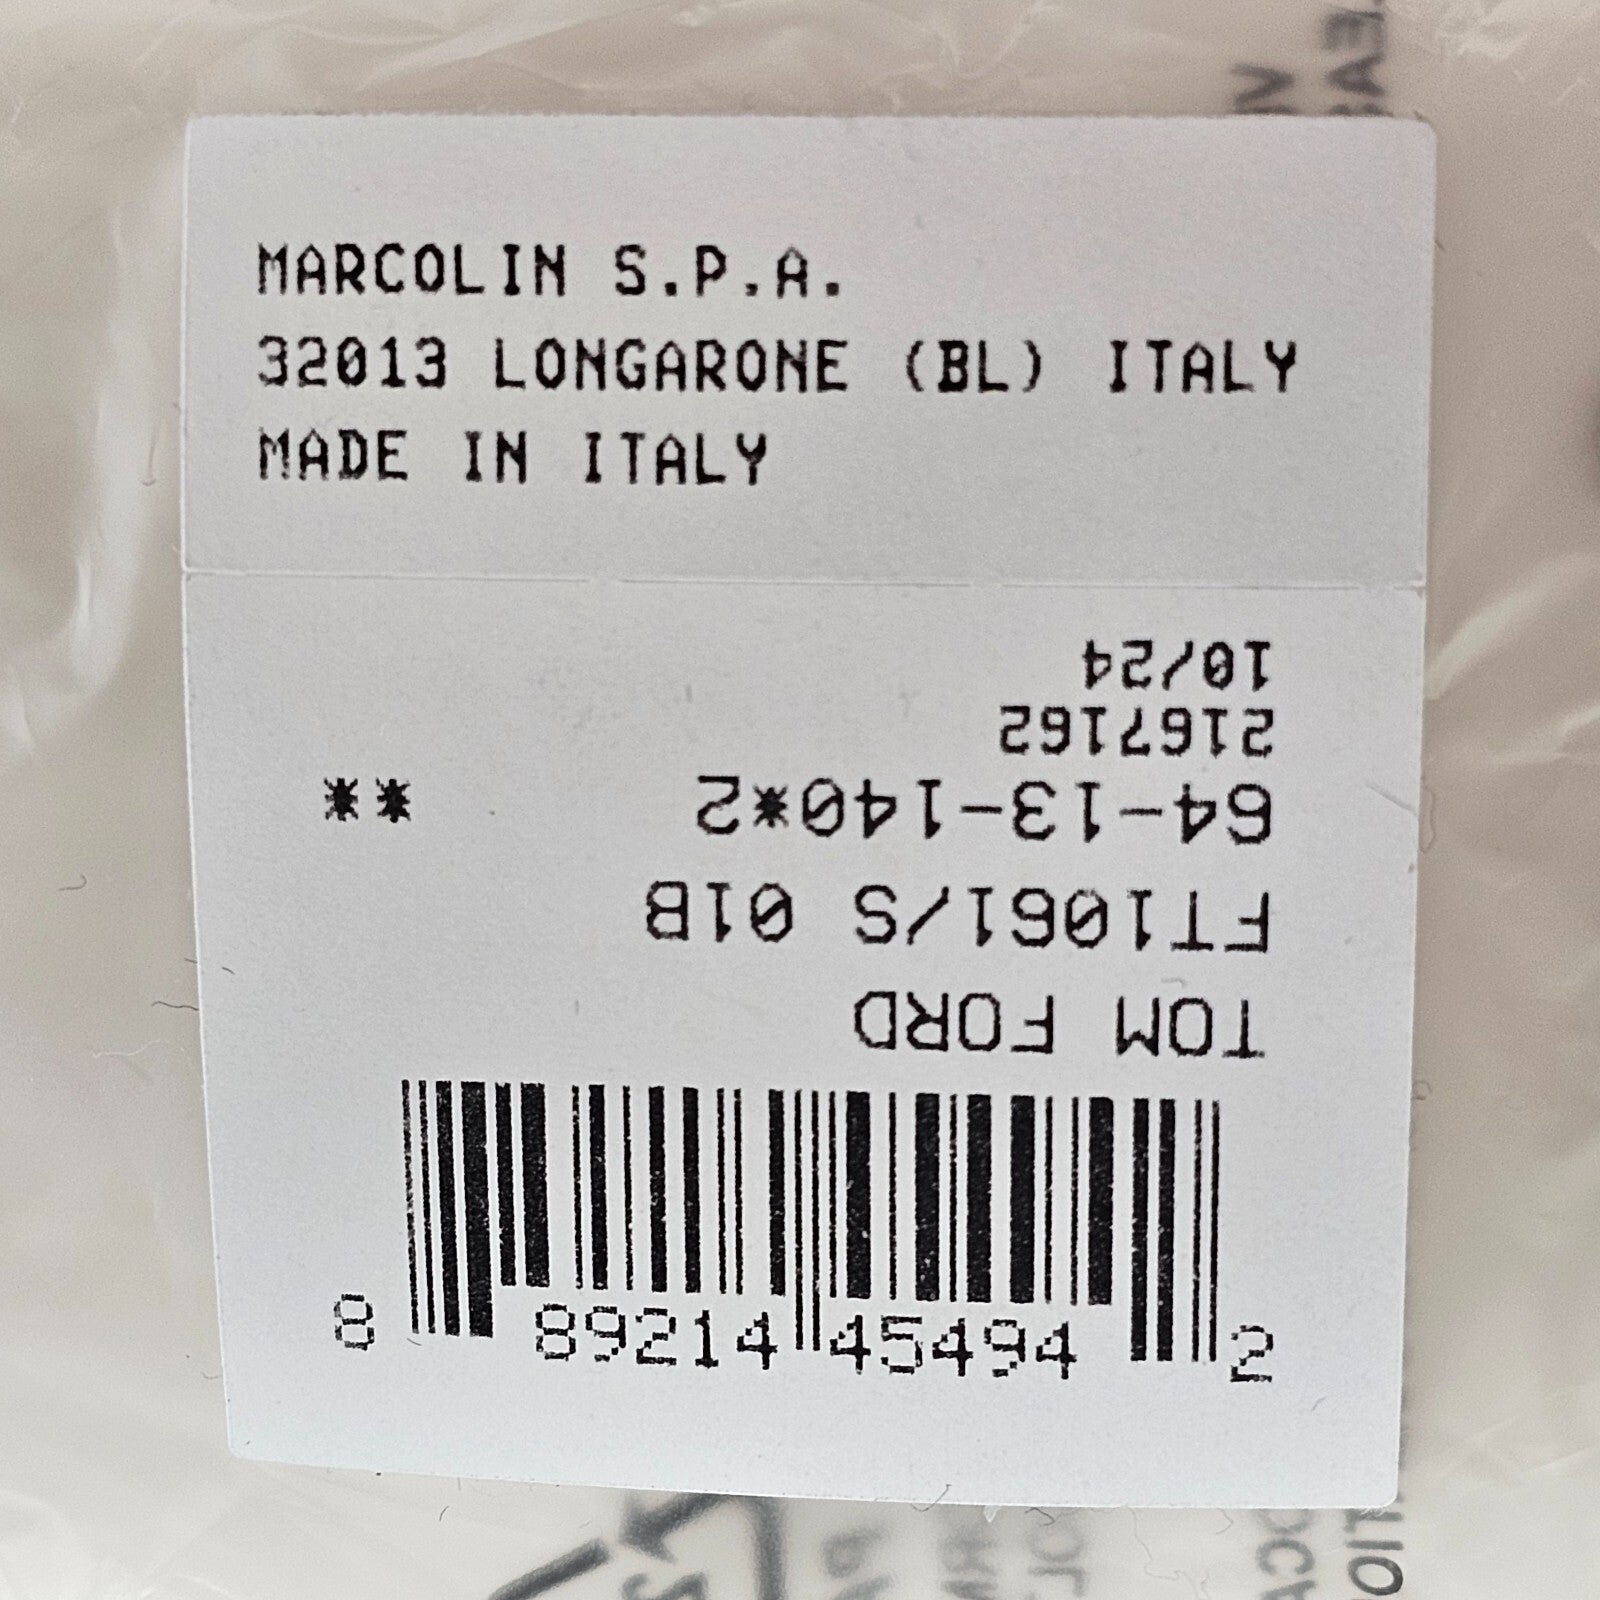 MARCOLIN S.P.A.
32013 LONGARONE (BL) ITALY
MADE IN ITALY
TOM FORD
FT1061/S 01B
64-13-140*2 **
2167162
10/24
8 89214 45494 2